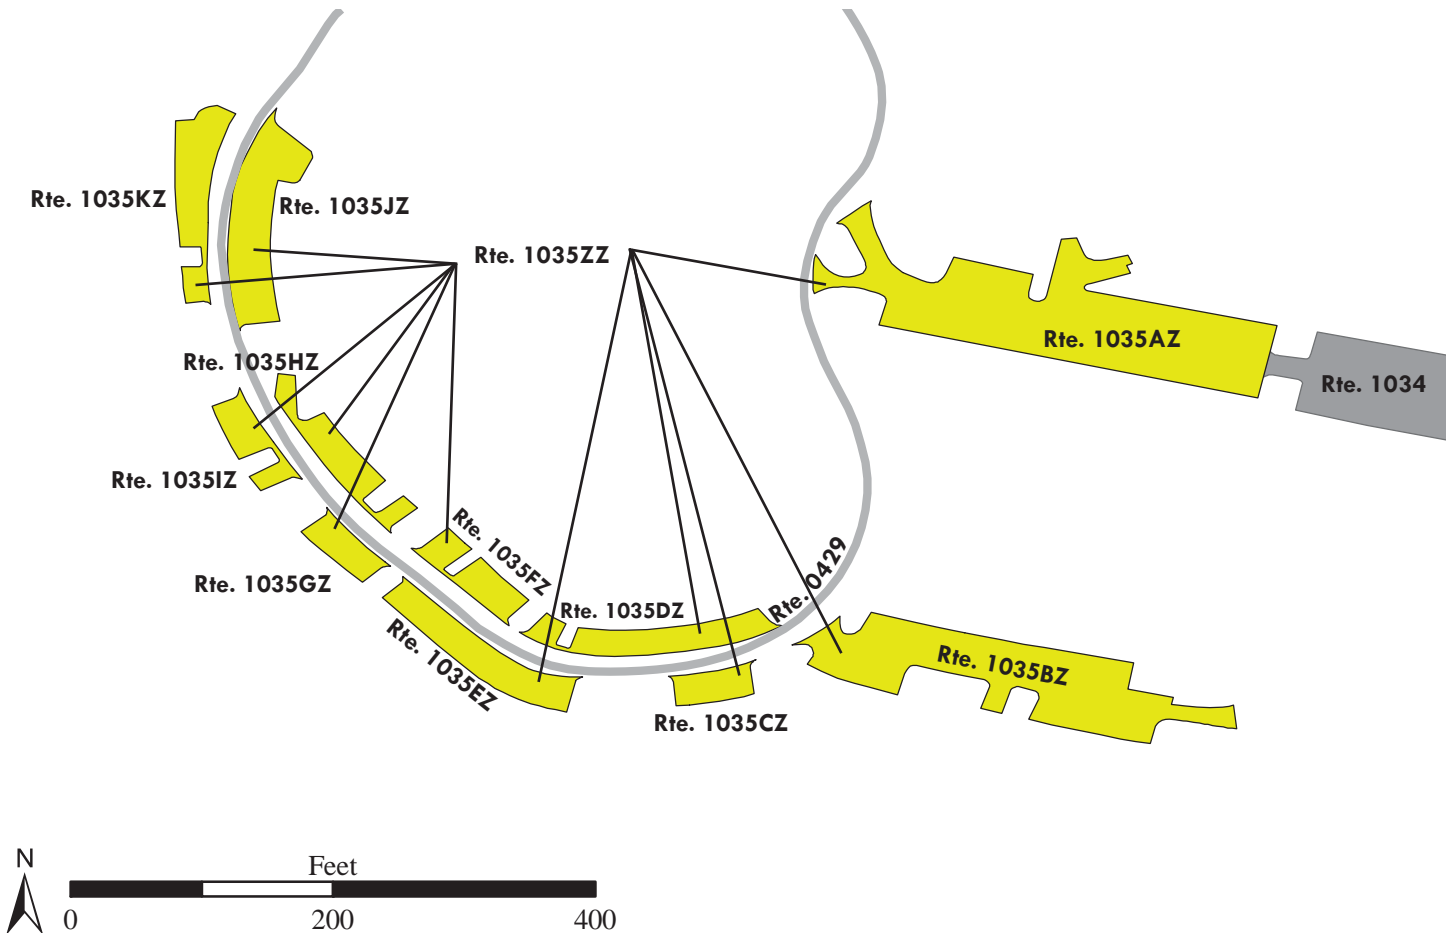 Rte. 1035KZ
Rte. 1035JZ
Rte. 1035ZZ
Rte. 1035AZ
Rte. 1034
Rte. 1035HZ
Rte. 1035IZ
Rte. 1035FZ
Rte. 0429
Rte. 1035GZ
Rte. 1035DZ
Rte. 1035EZ
Rte. 1035BZ
Rte. 1035CZ
N
Feet
0 200 400